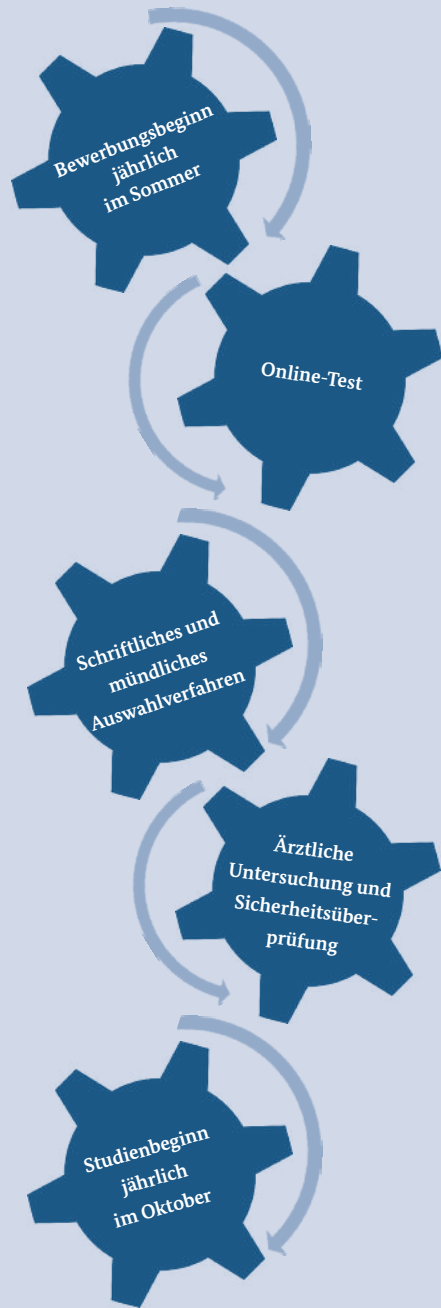 Bewerbungsbeginn
jährlich
im Sommer
Online-Test
Schriftliches und
mündliches
Auswahlverfahren
Ärztliche
Untersuchung und
Sicherheitsüber-
prüfung
Studienbeginn
jährlich
im Oktober